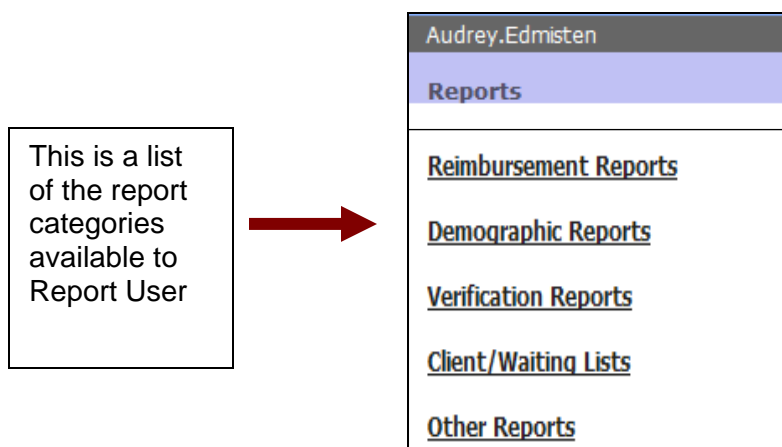 This is a list
of the report
categories
available to
Report User
Audrey.Edmisten
Reports
Reimbursement Reports
Demographic Reports
Verification Reports
Client/Waiting Lists
Other Reports